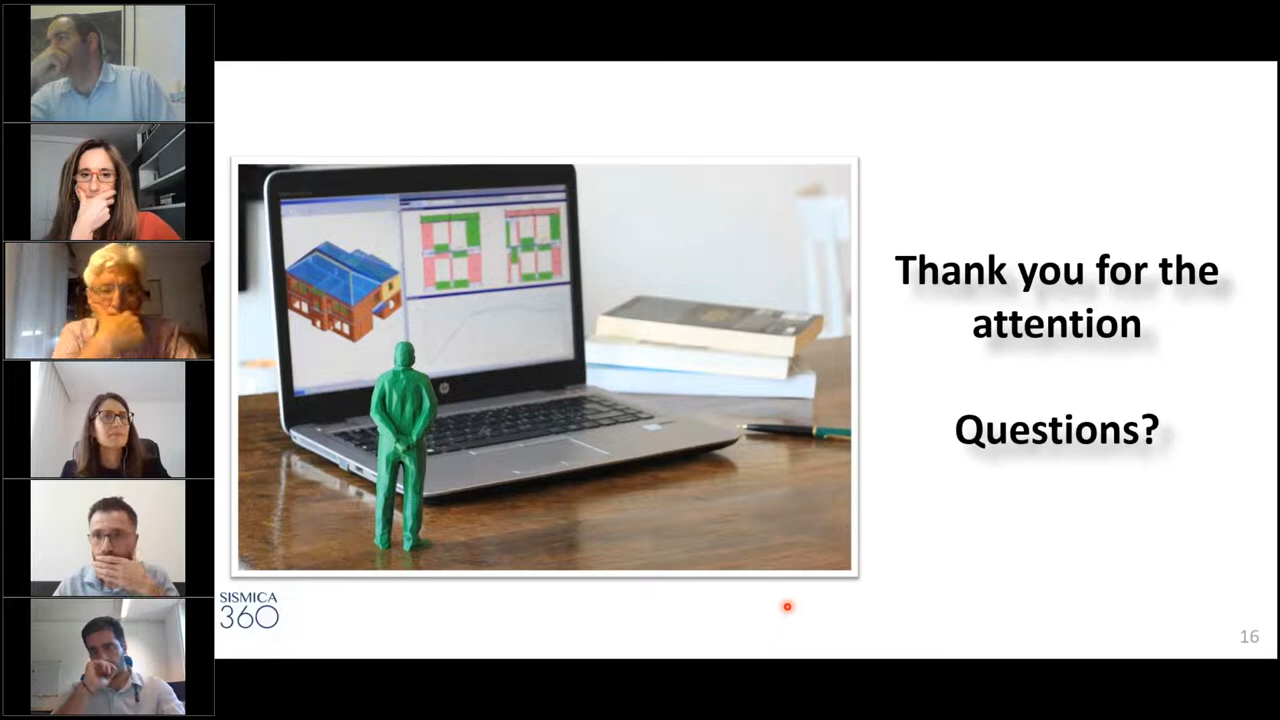 Thank you for the
attention
Questions?
SISMICA
360
16